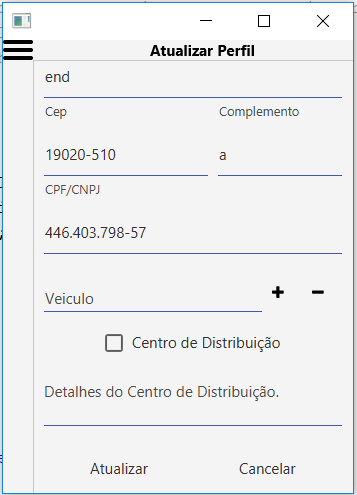 Atualizar Perfil
end
Cep Complemento
19020-510 a
CPF/CNPJ
446.403.798-57
Veiculo + −
Centro de Distribuição
Detalhes do Centro de Distribuição.
Atualizar Cancelar